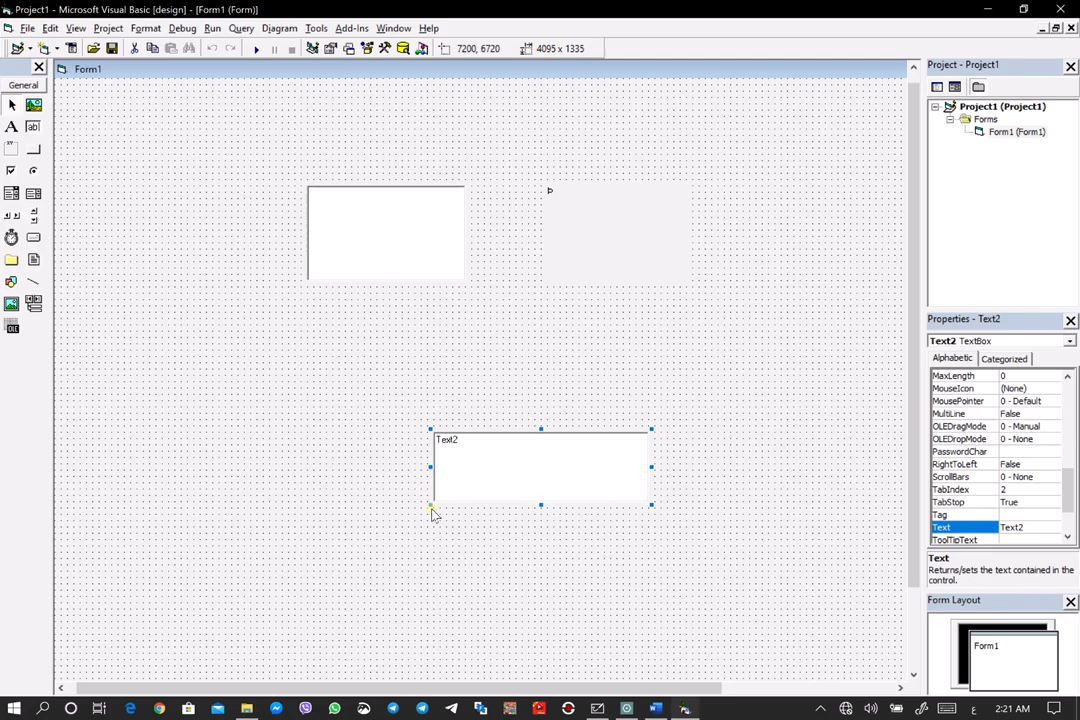 Project1 - Microsoft Visual Basic [design] - [Form1 (Form)]
File Edit View Project Format Debug Run Query Diagram Tools Add-Ins Window Help
7200, 6720 4095 x 1335
General
A ab|
XY
OLE
Form1
Text2
Project - Project1
Project1 (Project1)
Forms
Form1 (Form1)
Properties - Text2
Text2 TextBox
Alphabetic Categorized
MaxLength 0
MouseIcon (None)
MousePointer 0 - Default
MultiLine False
OLEDragMode 0 - Manual
OLEDropMode 0 - None
PasswordChar
RightToLeft False
ScrollBars 0 - None
TabIndex 2
TabStop True
Tag
Text Text2
ToolTipText
Text
Returns/sets the text contained in the
control.
Form Layout
Form1
ع 2:21 AM